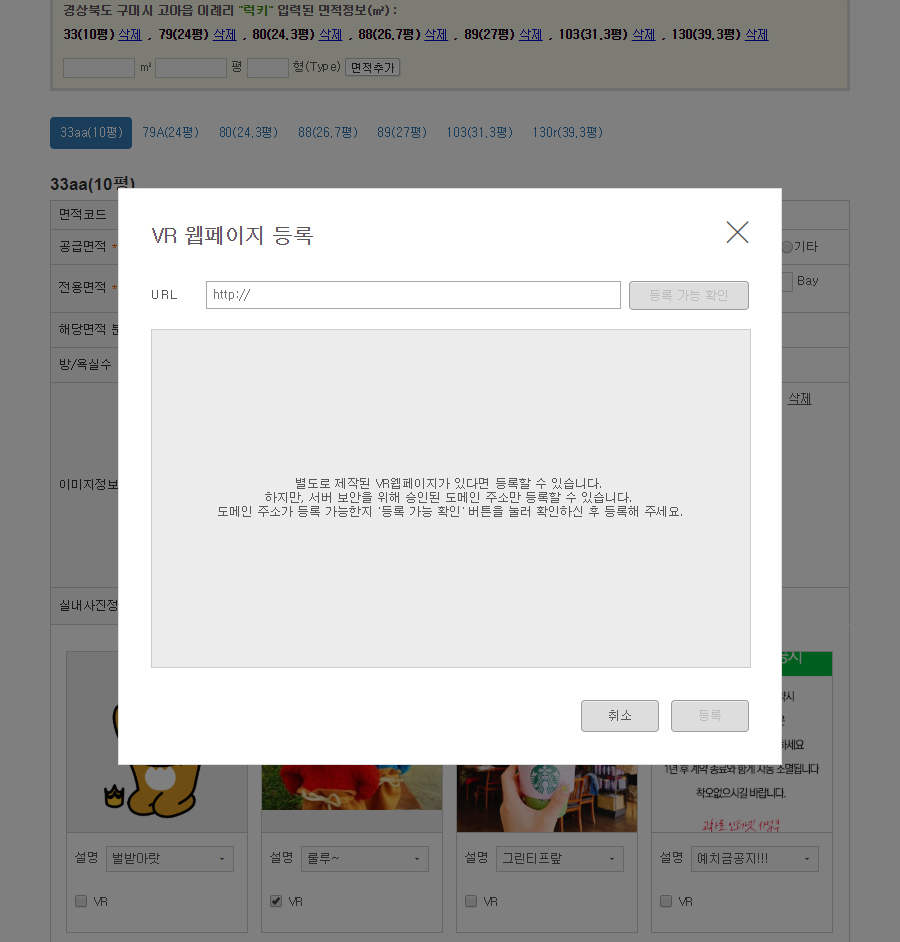 경상북도 구미시 고아읍 이례리 "럭키" 입력된 면적정보(㎡) :
33(10평) 삭제 , 79(24평) 삭제 , 80(24.3평) 삭제 , 88(26.7평) 삭제 , 89(27평) 삭제 , 103(31.3평) 삭제 , 130(39.3평) 삭제
㎡ 평 형(Type) 면적추가
33aa(10평) 79A(24평) 80(24.3평) 88(26.7평) 89(27평) 103(31.3평) 130r(39.3평)
33aa(10평)
면적코드
공급면적 * 기타
전용면적 * Bay
해당면적
방/욕실수
삭제
이미지정보
실내사진정
VR 웹페이지 등록
URL http:// 등록 가능 확인
별도로 제작된 VR웹페이지가 있다면 등록할 수 있습니다.
하지만, 서버 보안을 위해 승인된 도메인 주소만 등록할 수 있습니다.
도메인 주소가 등록 가능한지 '등록 가능 확인' 버튼을 눌러 확인하신 후 등록해 주세요.
취소 등록
하세요
1년 후 계약 종료와 함께 자동 소멸됩니다
착오없으시길 바랍니다.
설명 벌받아랏 설명 룰루~ 설명 그린티프랖 설명 예치금공지!!!
VR VR VR VR